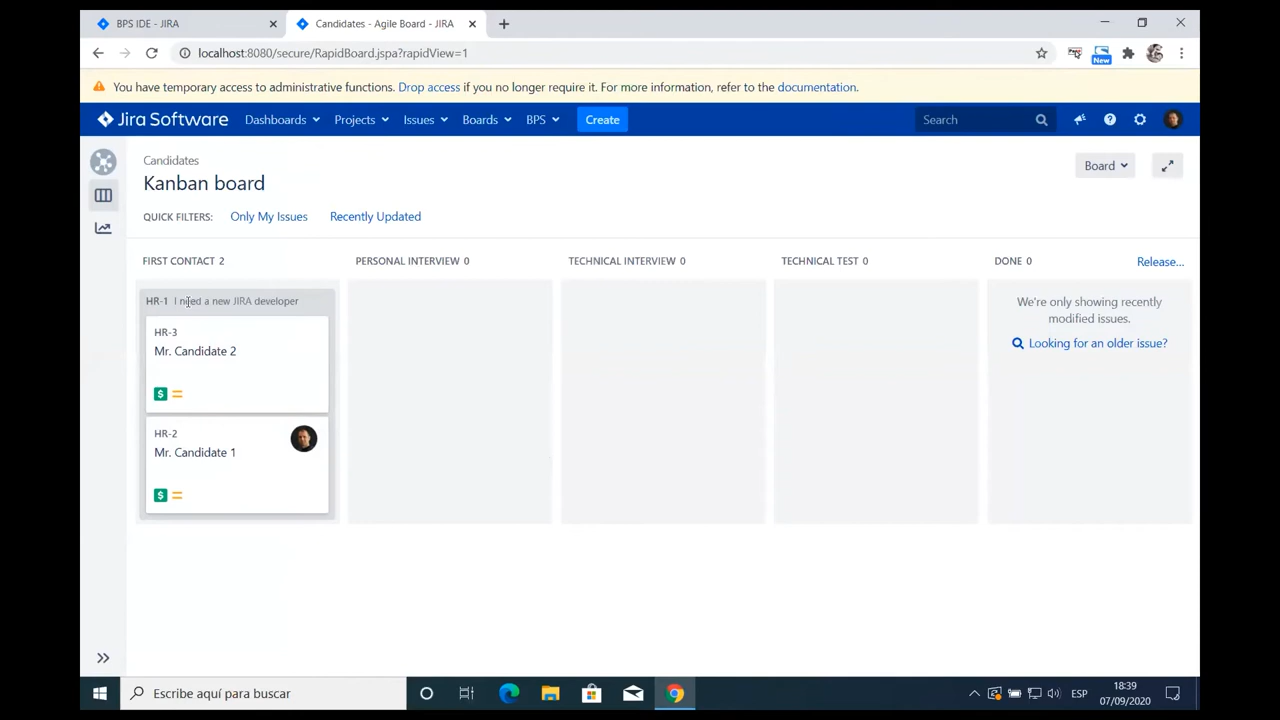 BPS IDE - JIRA
Candidates - Agile Board - JIRA
localhost:8080/secure/RapidBoard.jspa?rapidView=1
New
You have temporary access to administrative functions. Drop access if you no longer require it. For more information, refer to the documentation.
Jira Software
Dashboards
Projects
Issues
Boards
BPS
Create
Search
Candidates
Kanban board
Board
QUICK FILTERS:
Only My Issues
Recently Updated
FIRST CONTACT 2
PERSONAL INTERVIEW 0
TECHNICAL INTERVIEW 0
TECHNICAL TEST 0
DONE 0
Release...
HR-1 I need a new JIRA developer
HR-3
Mr. Candidate 2
HR-2
Mr. Candidate 1
We're only showing recently
modified issues.
Looking for an older issue?
Escribe aquí para buscar
ESP
18:39
07/09/2020